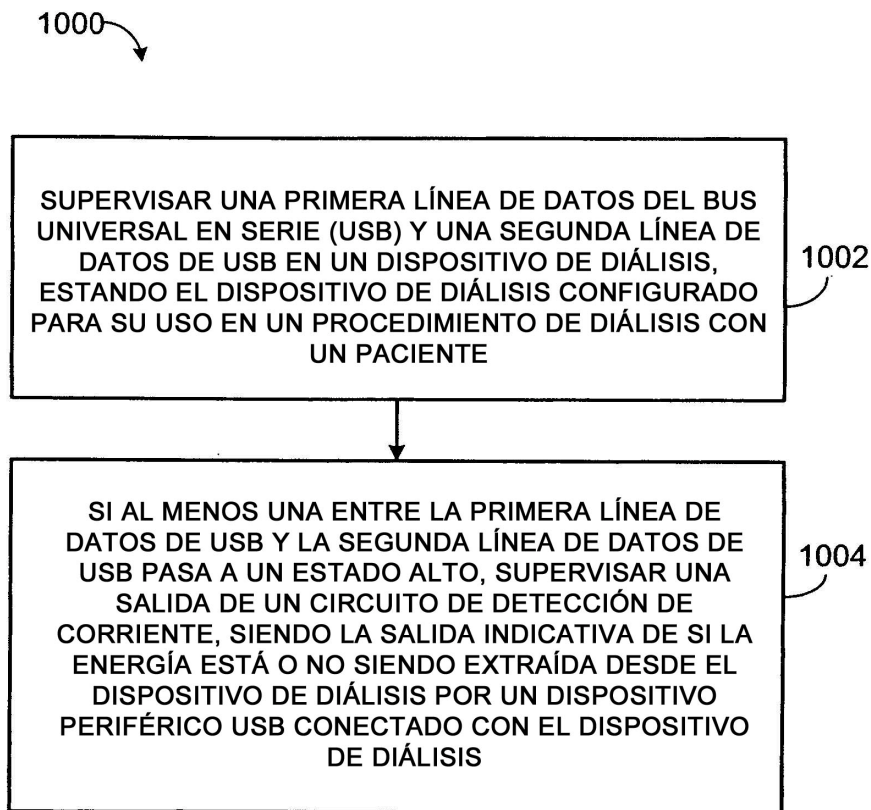 1000
SUPERVISAR UNA PRIMERA LÍNEA DE DATOS DEL BUS
UNIVERSAL EN SERIE (USB) Y UNA SEGUNDA LÍNEA DE
DATOS DE USB EN UN DISPOSITIVO DE DIÁLISIS,
ESTANDO EL DISPOSITIVO DE DIÁLISIS CONFIGURADO
PARA SU USO EN UN PROCEDIMIENTO DE DIÁLISIS CON
UN PACIENTE
1002
SI AL MENOS UNA ENTRE LA PRIMERA LÍNEA DE
DATOS DE USB Y LA SEGUNDA LÍNEA DE DATOS DE
USB PASA A UN ESTADO ALTO, SUPERVISAR UNA
SALIDA DE UN CIRCUITO DE DETECCIÓN DE
CORRIENTE, SIENDO LA SALIDA INDICATIVA DE SI LA
ENERGÍA ESTÁ O NO SIENDO EXTRAÍDA DESDE EL
DISPOSITIVO DE DIÁLISIS POR UN DISPOSITIVO
PERIFÉRICO USB CONECTADO CON EL DISPOSITIVO
DE DIÁLISIS
1004